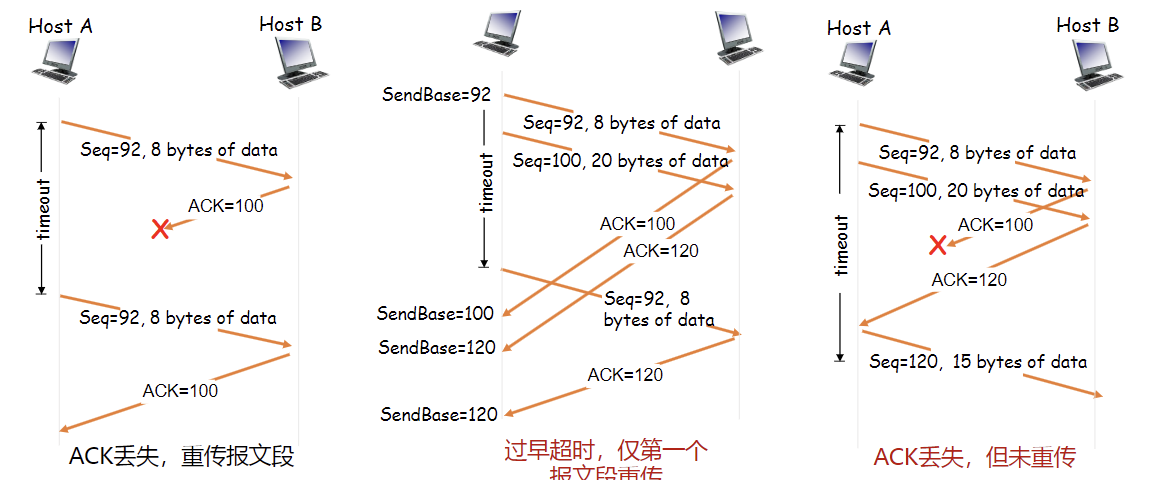 Host A
Host B
timeout
Seq=92, 8 bytes of data
ACK=100
X
Seq=92, 8 bytes of data
ACK=100
ACK丢失，重传报文段
SendBase=92
timeout
Seq=92, 8 bytes of data
Seq=100, 20 bytes of data
ACK=100
ACK=120
Seq=92, 8
bytes of data
SendBase=100
SendBase=120
ACK=120
SendBase=120
过早超时，仅第一个
报文段重传
Host A
Host B
timeout
Seq=92, 8 bytes of data
Seq=100, 20 bytes of data
ACK=100
X
ACK=120
Seq=120, 15 bytes of data
ACK丢失，但未重传